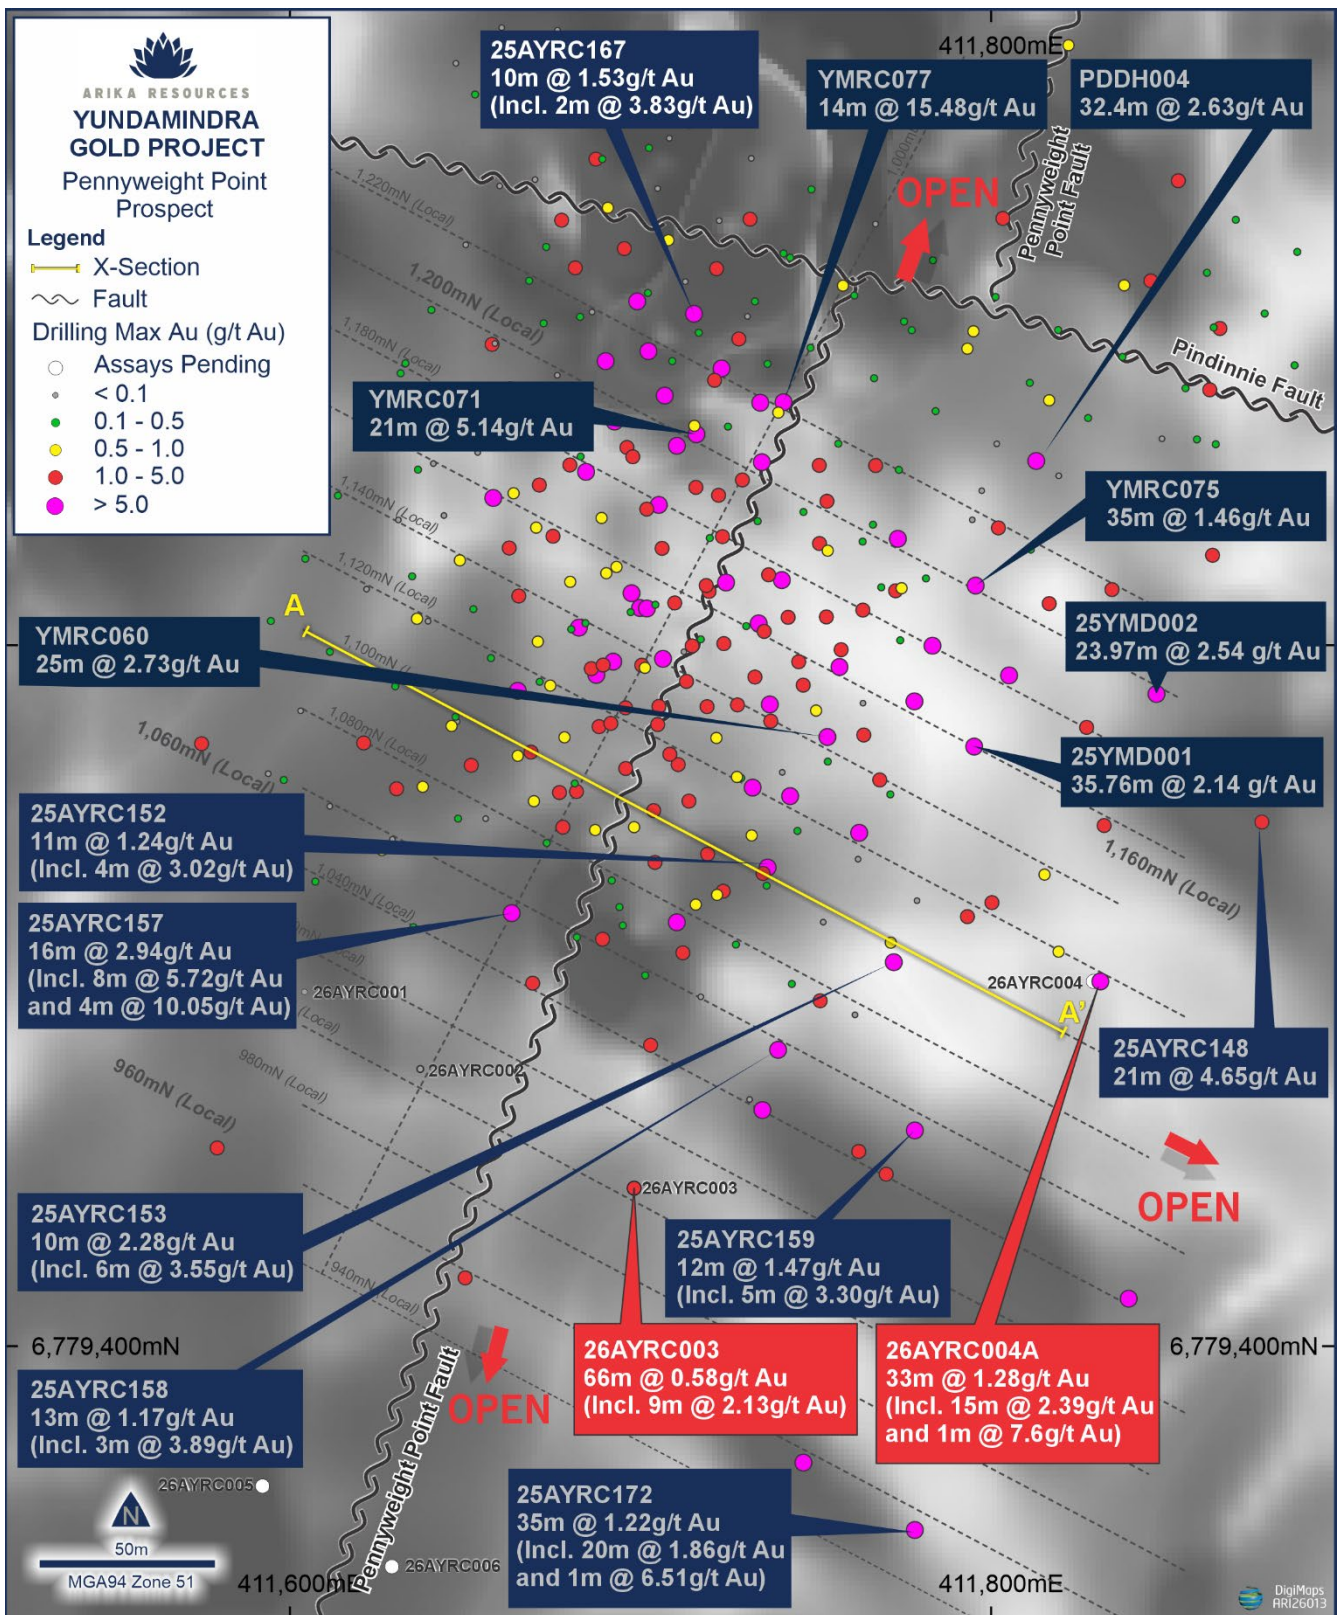 ARIKA RESOURCES
YUNDAMINDRA
GOLD PROJECT
Pennyweight Point
Prospect
Legend
X-Section
Fault
Drilling Max Au (g/t Au)
Assays Pending
< 0.1
0.1 - 0.5
0.5 - 1.0
1.0 - 5.0
> 5.0
25AYRC167
10m @ 1.53g/t Au
(Incl. 2m @ 3.83g/t Au)
411,800mE
YMRC077
14m @ 15.48g/t Au
PDDH004
32.4m @ 2.63g/t Au
Pennyweight
Point Fault
OPEN
1,000mE
1,220mN (Local)
1,200mN (Local)
1,180mN (Local)
Pindinnie Fault
YMRC071
21m @ 5.14g/t Au
1,140mN (Local)
YMRC075
35m @ 1.46g/t Au
1,120mN (Local)
A
1,100mN (Local)
YMRC060
25m @ 2.73g/t Au
25YMD002
23.97m @ 2.54 g/t Au
1,080mN (Local)
1,060mN (Local)
25YMD001
35.76m @ 2.14 g/t Au
25AYRC152
11m @ 1.24g/t Au
(Incl. 4m @ 3.02g/t Au)
1,160mN (Local)
1,040mN (Local)
25AYRC157
16m @ 2.94g/t Au
(Incl. 8m @ 5.72g/t Au
and 4m @ 10.05g/t Au)
(Local)
26AYRC001
26AYRC004
A'
(Local)
25AYRC148
21m @ 4.65g/t Au
980mN (Local)
26AYRC002
960mN (Local)
OPEN
26AYRC003
25AYRC153
10m @ 2.28g/t Au
(Incl. 6m @ 3.55g/t Au)
25AYRC159
12m @ 1.47g/t Au
(Incl. 5m @ 3.30g/t Au)
940mN (Local)
6,779,400mN
6,779,400mN
26AYRC003
66m @ 0.58g/t Au
(Incl. 9m @ 2.13g/t Au)
26AYRC004A
33m @ 1.28g/t Au
(Incl. 15m @ 2.39g/t Au
and 1m @ 7.6g/t Au)
OPEN
25AYRC158
13m @ 1.17g/t Au
(Incl. 3m @ 3.89g/t Au)
Pennyweight Point Fault
26AYRC005
25AYRC172
35m @ 1.22g/t Au
(Incl. 20m @ 1.86g/t Au
and 1m @ 6.51g/t Au)
N
50m
MGA94 Zone 51
26AYRC006
411,600mE
411,800mE
DigiMaps
ARI26013